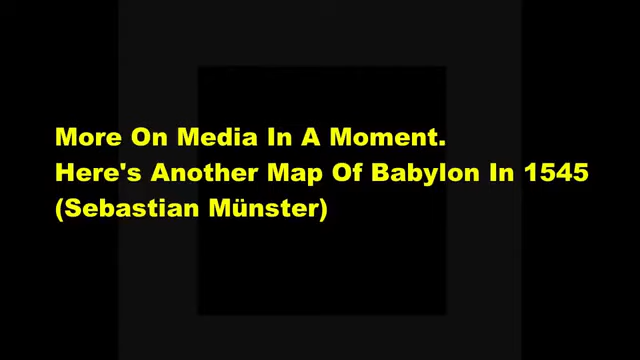 More On Media In A Moment.
Here's Another Map Of Babylon In 1545
(Sebastian Münster)